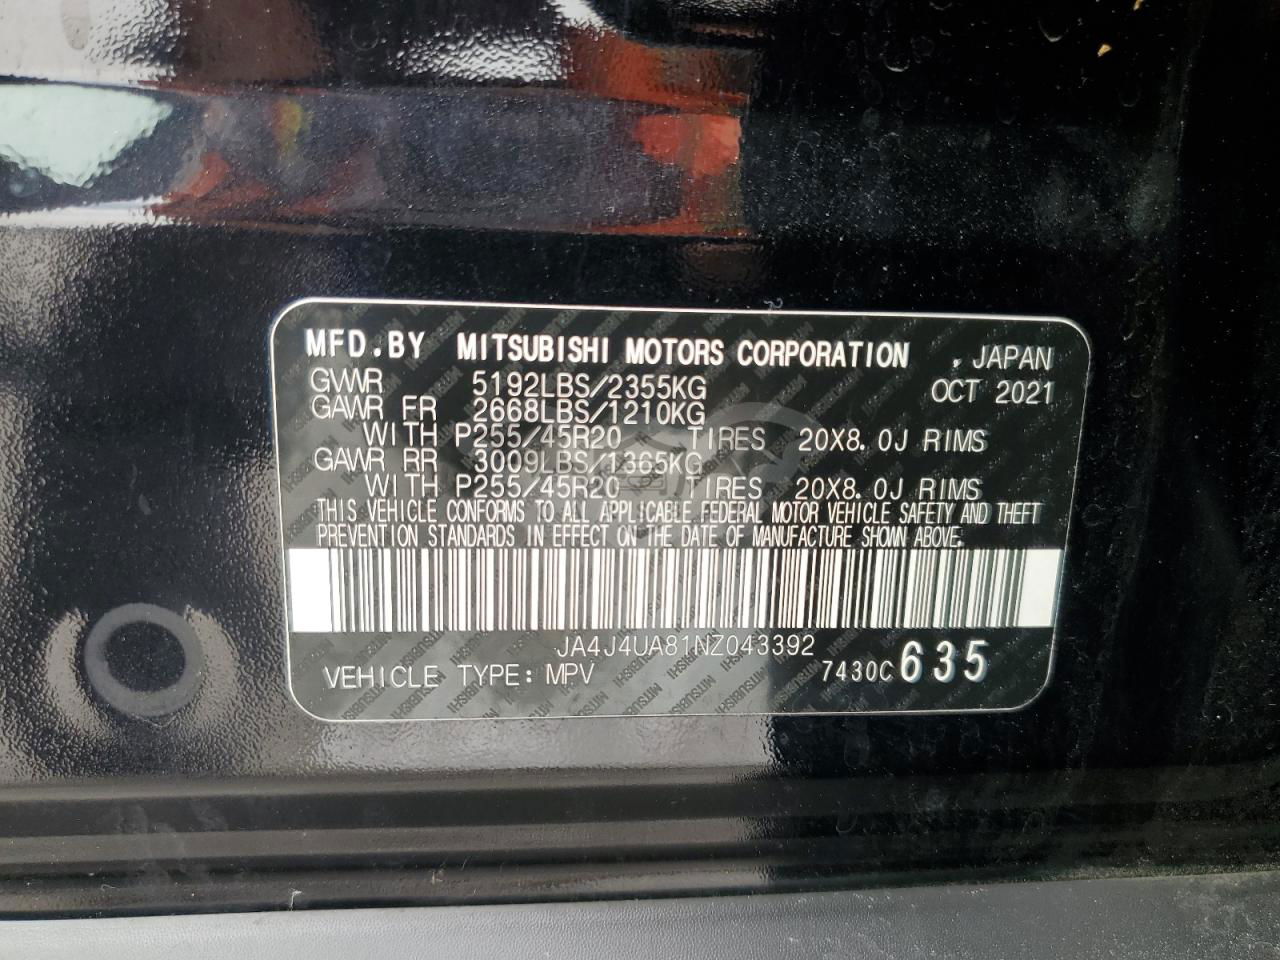 MFD.BY MITSUBISHI MOTORS CORPORATION , JAPAN
GVWR 5192LBS/2355KG OCT 2021
GAWR FR 2668LBS/1210KG
WITH P255/45R20 TIRES 20X8.0J RIMS
GAWR RR 3009LBS/1365KG
WITH P255/45R20 TIRES 20X8.0J RIMS
THIS VEHICLE CONFORMS TO ALL APPLICABLE FEDERAL MOTOR VEHICLE SAFETY AND THEFT
PREVENTION STANDARDS IN EFFECT ON THE DATE OF MANUFACTURE SHOWN ABOVE.
JA4J4UA81NZ043392
VEHICLE TYPE: MPV 7430C 635